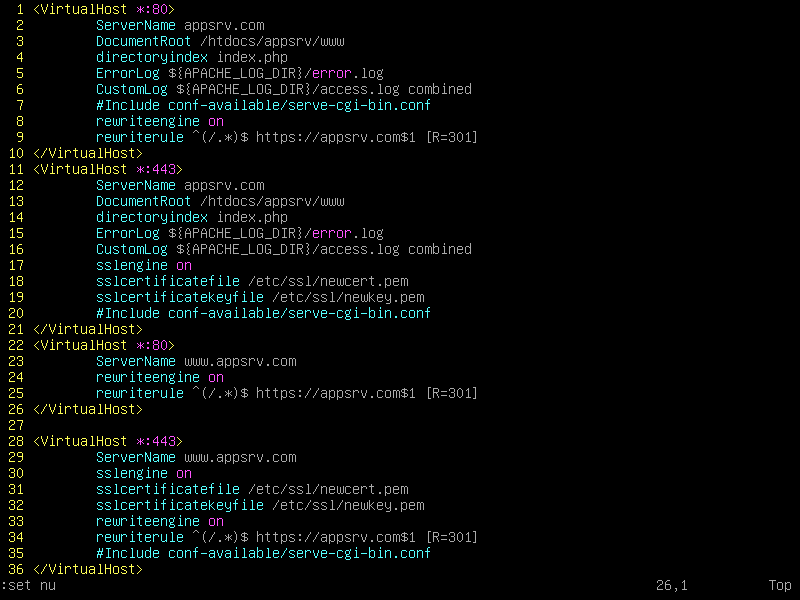 1 <VirtualHost *:80>
2 ServerName appsrv.com
3 DocumentRoot /htdocs/appsrv/www
4 directoryindex index.php
5 ErrorLog ${APACHE_LOG_DIR}/error.log
6 CustomLog ${APACHE_LOG_DIR}/access.log combined
7 #Include conf-available/serve-cgi-bin.conf
8 rewriteengine on
9 rewriterule ^(/.*)$ https://appsrv.com$1 [R=301]
10 </VirtualHost>
11 <VirtualHost *:443>
12 ServerName appsrv.com
13 DocumentRoot /htdocs/appsrv/www
14 directoryindex index.php
15 ErrorLog ${APACHE_LOG_DIR}/error.log
16 CustomLog ${APACHE_LOG_DIR}/access.log combined
17 sslengine on
18 sslcertificatefile /etc/ssl/newcert.pem
19 sslcertificatekeyfile /etc/ssl/newkey.pem
20 #Include conf-available/serve-cgi-bin.conf
21 </VirtualHost>
22 <VirtualHost *:80>
23 ServerName www.appsrv.com
24 rewriteengine on
25 rewriterule ^(/.*)$ https://appsrv.com$1 [R=301]
26 </VirtualHost>
27
28 <VirtualHost *:443>
29 ServerName www.appsrv.com
30 sslengine on
31 sslcertificatefile /etc/ssl/newcert.pem
32 sslcertificatekeyfile /etc/ssl/newkey.pem
33 rewriteengine on
34 rewriterule ^(/.*)$ https://appsrv.com$1 [R=301]
35 #Include conf-available/serve-cgi-bin.conf
36 </VirtualHost>
:set nu 26,1 Top